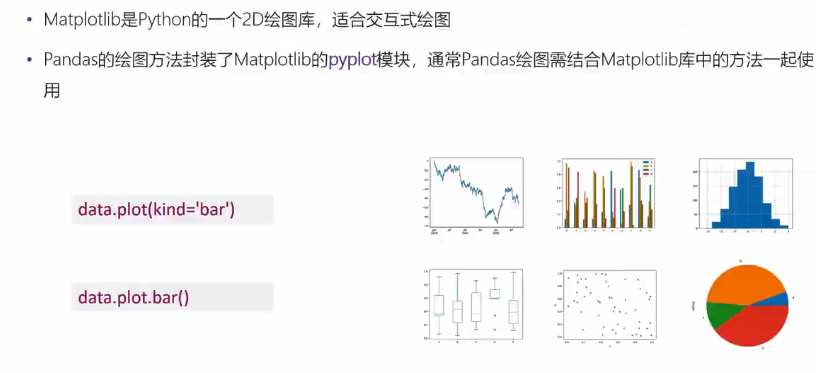 • Matplotlib是Python的一个2D绘图库，适合交互式绘图
• Pandas的绘图方法封装了Matplotlib的pyplot模块，通常Pandas绘图需结合Matplotlib库中的方法一起使
用
data.plot(kind='bar')
data.plot.bar()